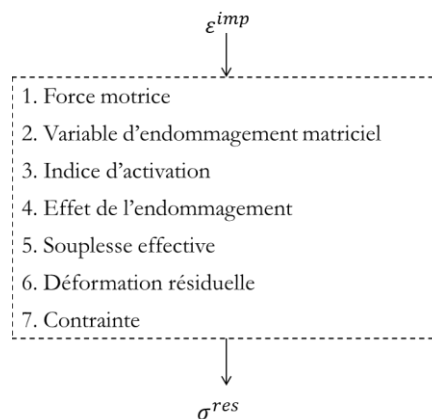 ε^{imp}
1. Force motrice
2. Variable d'endommagement matriciel
3. Indice d'activation
4. Effet de l'endommagement
5. Souplesse effective
6. Déformation résiduelle
7. Contrainte
σ^{res}